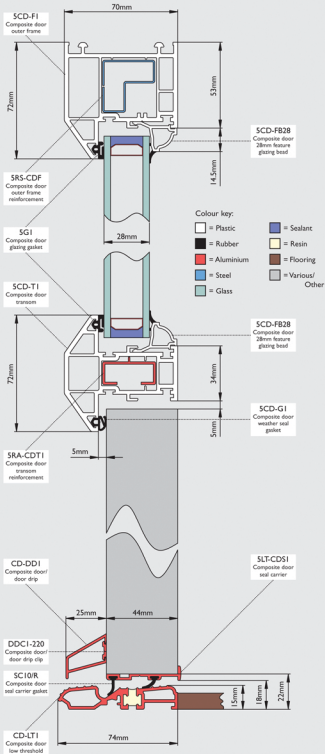 70mm
5CD-F1
Composite door
outer frame
72mm
53mm
5CD-FB28
Composite door
28mm feature
glazing bead
14.5mm
5RS-CDF
Composite door
outer frame
reinforcement
5G1
Composite door
glazing gasket
28mm
Colour key:
= Plastic
= Rubber
= Aluminium
= Steel
= Glass
= Sealant
= Resin
= Flooring
= Various/
Other
5CD-T1
Composite door
transom
72mm
5CD-FB28
Composite door
28mm feature
glazing bead
34mm
5CD-G1
Composite door
weather seal
gasket
5mm
5mm
5RA-CDT1
Composite door
transom
reinforcement
CD-DD1
Composite door/
door drip
5LT-CDS1
Composite door
seal carrier
25mm
44mm
DDC1-220
Composite door/
door drip clip
SC10/R
Composite door
seal carrier gasket
15mm
18mm
22mm
CD-LT1
Composite door
low threshold
74mm